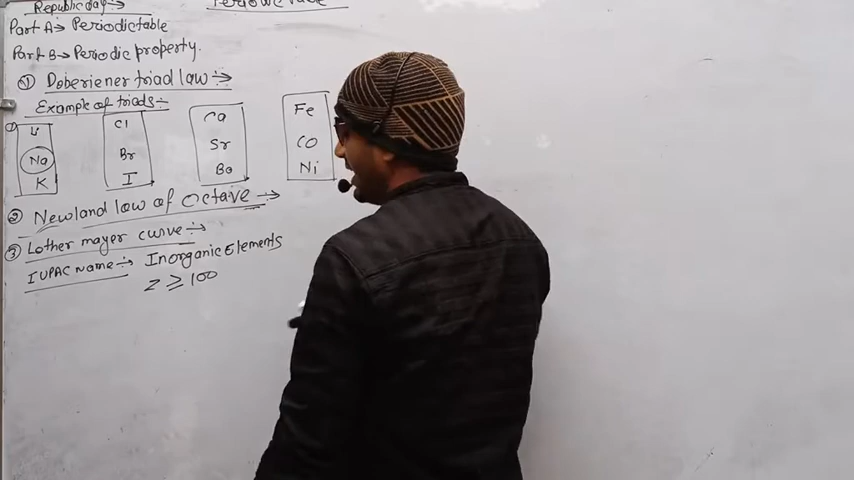 Republic day →
Periodic Table
Part A → Periodictable
Part B → Periodic property.
① Doberiener triad law ÷→
Example of triads ÷
① Li Cl Ca Fe
Na Br Sr CO
K I Ba Ni
② Newland law of octave →
③ Lother mayer curve ÷→
IUPAC Name ÷→ Inorganic Elements
Z ≥ 100